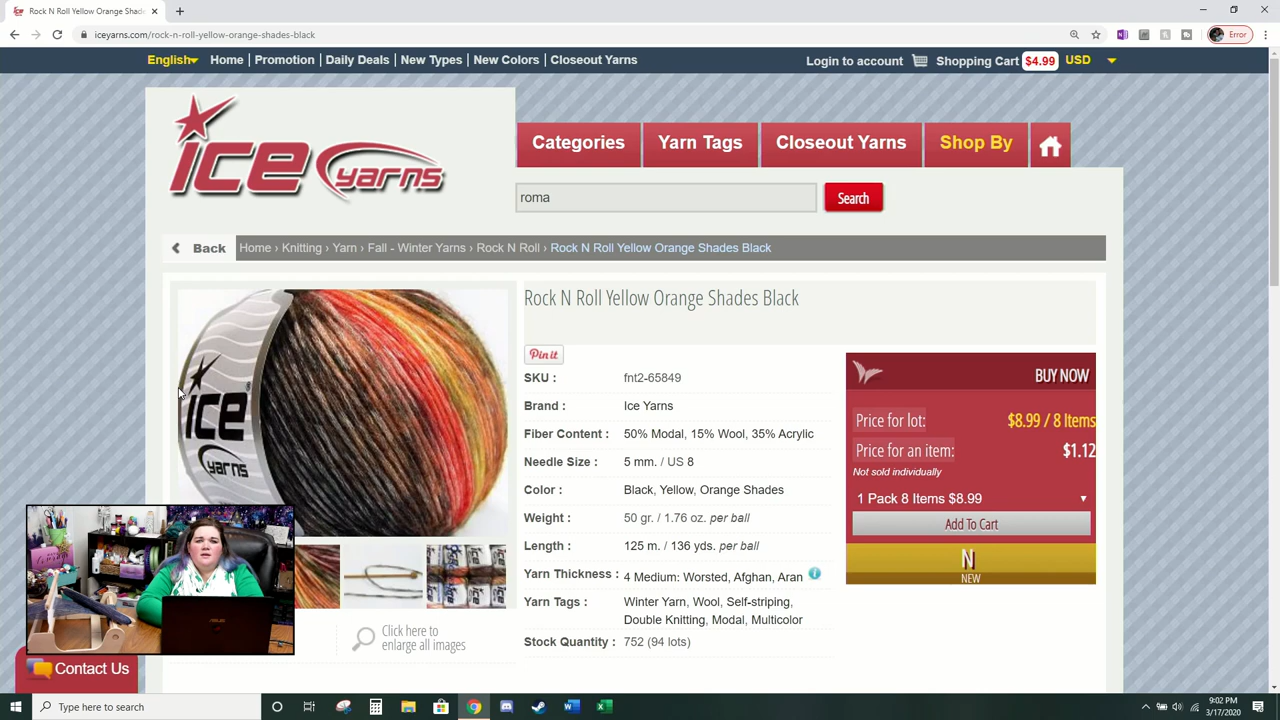 Rock N Roll Yellow Orange Shad
iceyarns.com/rock-n-roll-yellow-orange-shades-black
Error
English
Home | Promotion | Daily Deals | New Types | New Colors | Closeout Yarns
Login to account
Shopping Cart $4.99 USD
ice yarns
Categories
Yarn Tags
Closeout Yarns
Shop By
roma
Search
Back
Home › Knitting › Yarn › Fall - Winter Yarns › Rock N Roll › Rock N Roll Yellow Orange Shades Black
Rock N Roll Yellow Orange Shades Black
Pin it
SKU : fnt2-65849
Brand : Ice Yarns
Fiber Content : 50% Modal, 15% Wool, 35% Acrylic
Needle Size : 5 mm. / US 8
Color : Black, Yellow, Orange Shades
Weight : 50 gr. / 1.76 oz. per ball
Length : 125 m. / 136 yds. per ball
Yarn Thickness : 4 Medium: Worsted, Afghan, Aran
Yarn Tags : Winter Yarn, Wool, Self-striping,
Double Knitting, Modal, Multicolor
Stock Quantity : 752 (94 lots)
BUY NOW
Price for lot: $8.99 / 8 Items
Price for an item: $1.12
Not sold individually
1 Pack 8 Items $8.99
Add To Cart
N
NEW
ice
yarns
ASUS
Click here to
enlarge all images
Contact Us
Type here to search
9:02 PM
3/17/2020